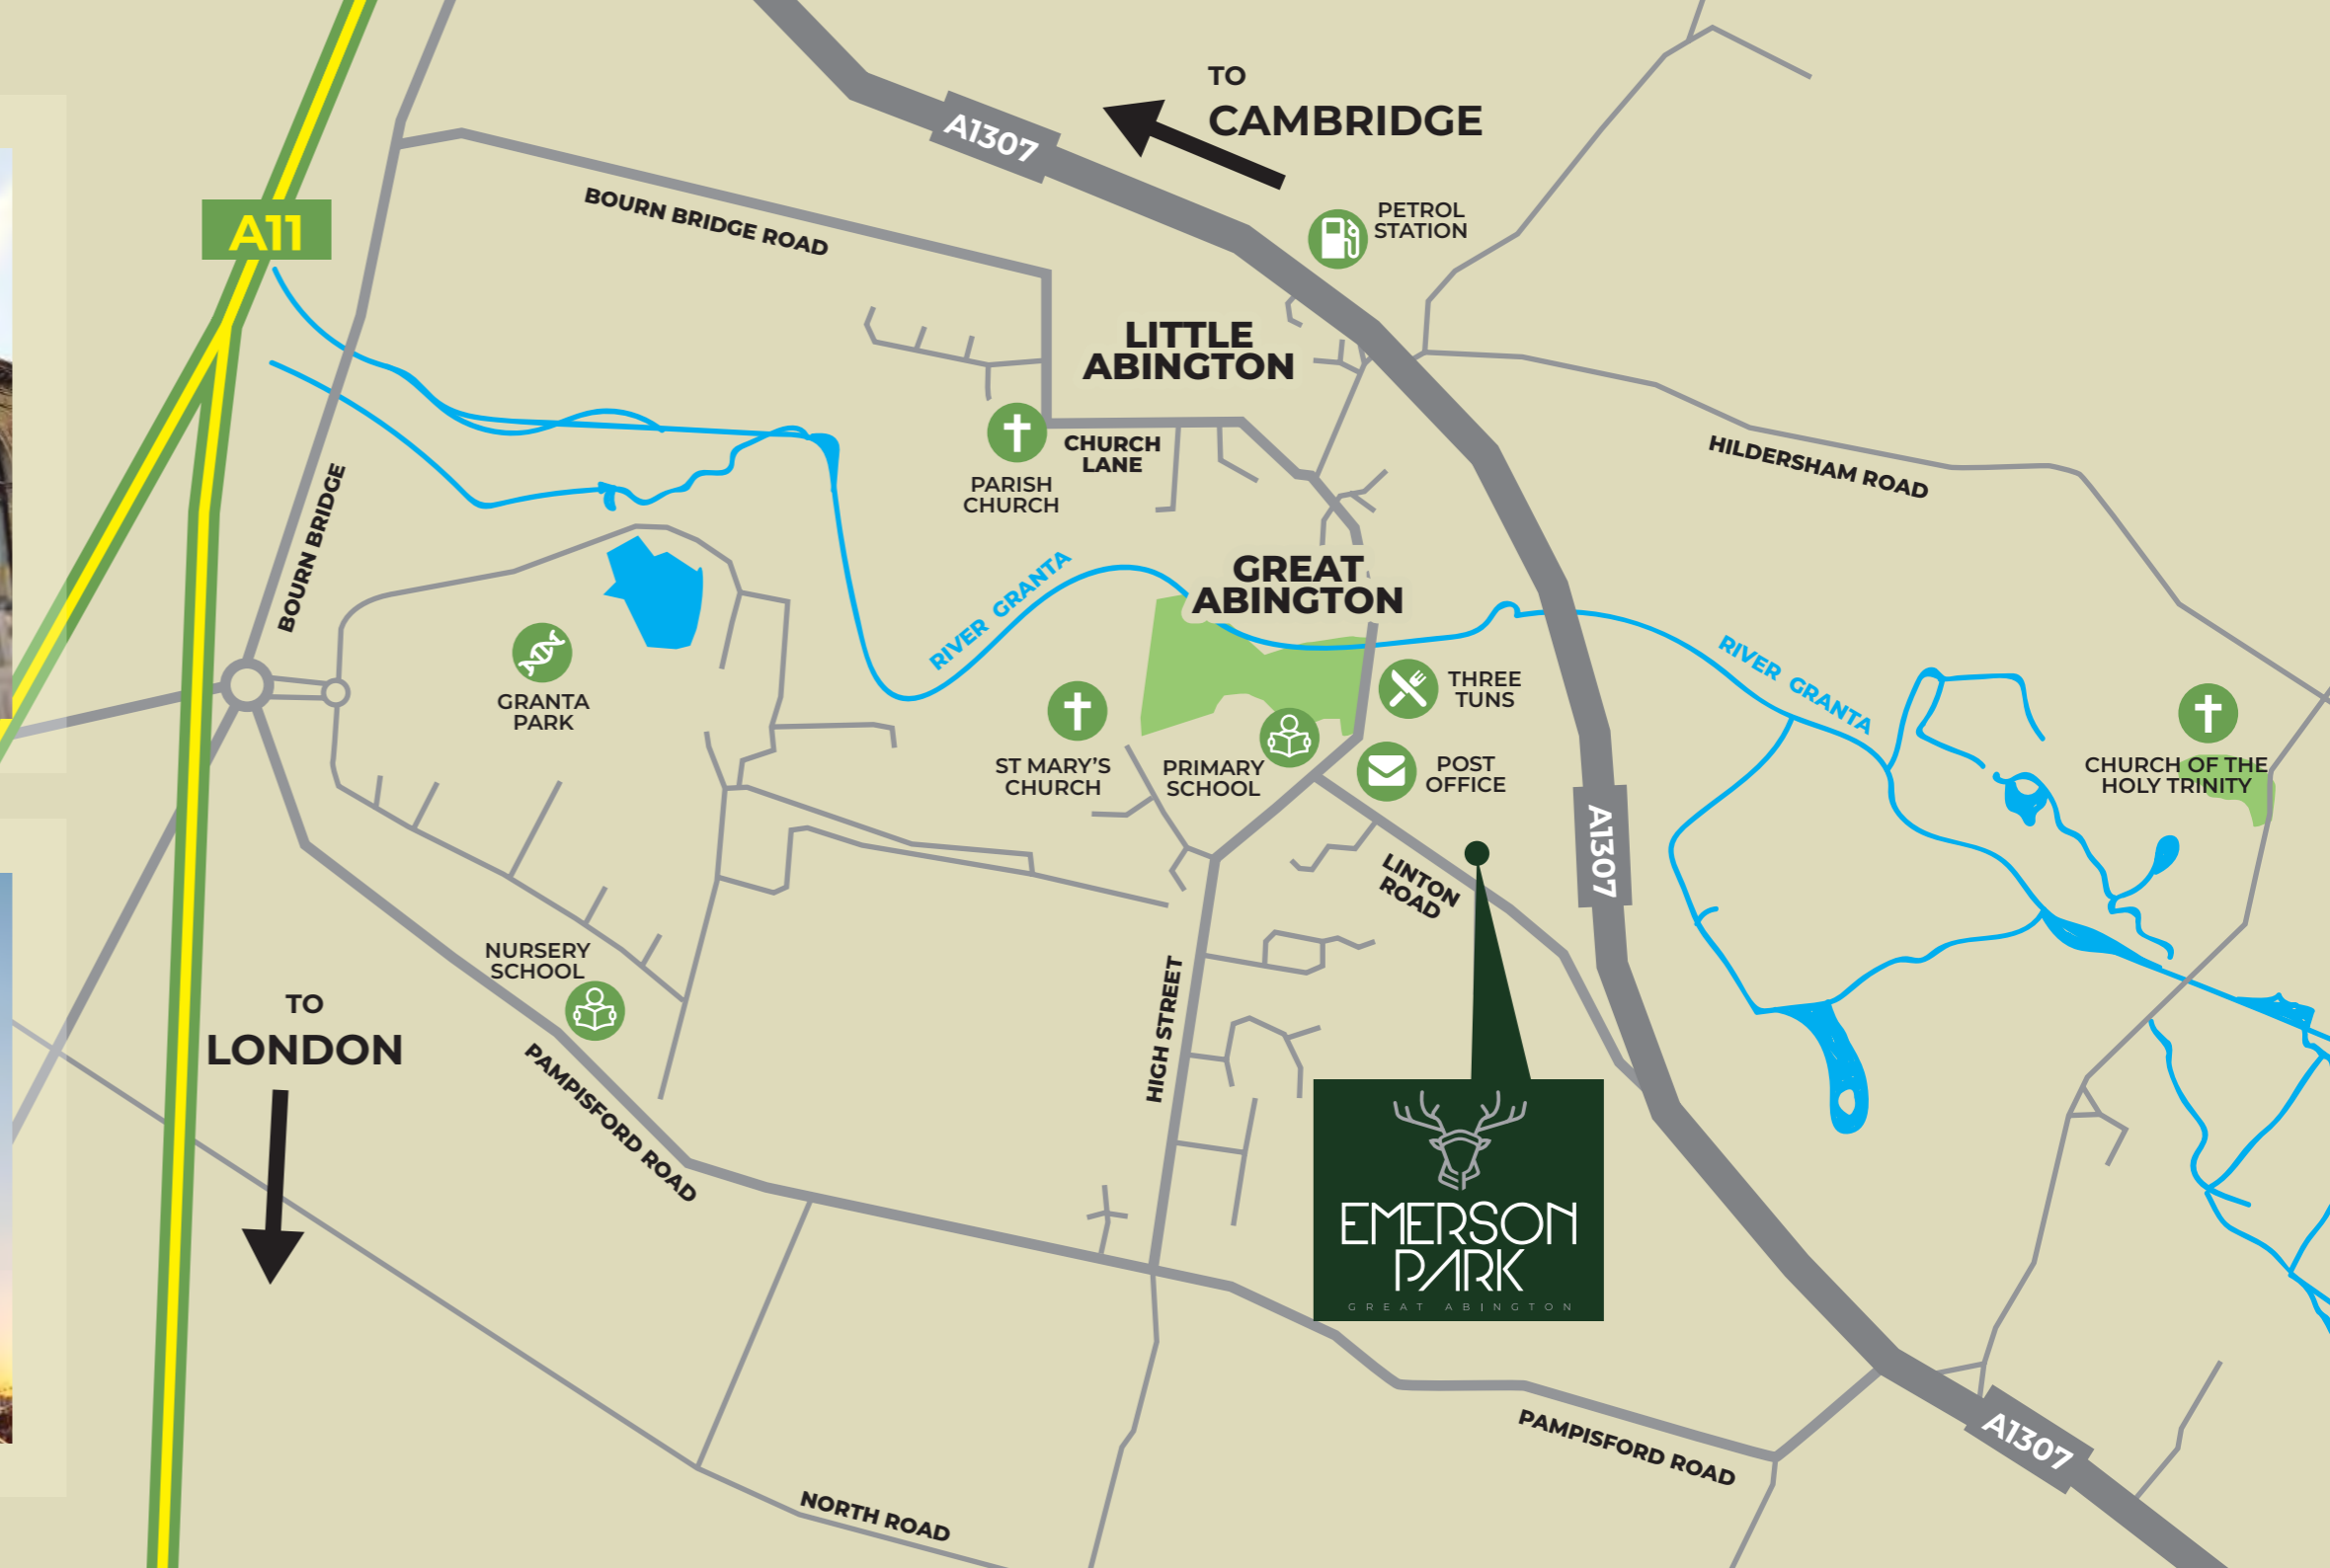 TO
CAMBRIDGE
A1307
PETROL
STATION
BOURN BRIDGE ROAD
A11
LITTLE
ABINGTON
CHURCH
LANE
PARISH
CHURCH
HILDERSHAM ROAD
BOURN BRIDGE
GREAT
ABINGTON
RIVER GRANTA
RIVER GRANTA
GRANTA
PARK
THREE
TUNS
ST MARY'S
CHURCH
PRIMARY
SCHOOL
POST
OFFICE
CHURCH OF THE
HOLY TRINITY
A1307
LINTON
ROAD
NURSERY
SCHOOL
TO
LONDON
HIGH STREET
PAMPISFORD ROAD
EMERSON
PARK
GREAT ABINGTON
PAMPISFORD ROAD
A1307
NORTH ROAD